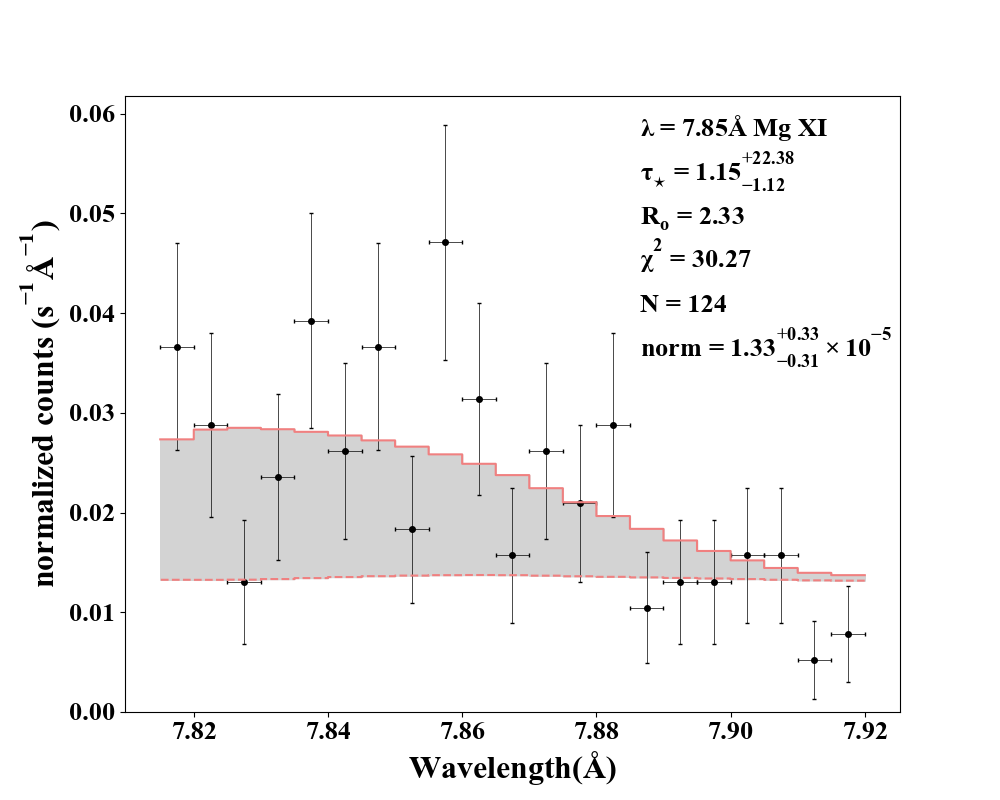 λ = 7.85Å Mg XI
τ⋆ = 1.15 +22.38 −1.12
Rₒ = 2.33
χ² = 30.27
N = 124
norm = 1.33 +0.33 −0.31 × 10⁻⁵
normalized counts (s⁻¹ Å⁻¹)
0.06
0.05
0.04
0.03
0.02
0.01
0.00
7.82 7.84 7.86 7.88 7.90 7.92
Wavelength(Å)